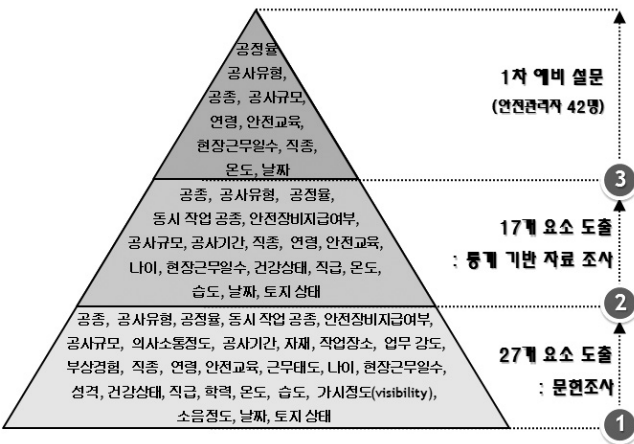 공정율
공사유형,
공종, 공사규모,
연령, 안전교육,
현장근무일수, 직종,
온도, 날짜
1차 예비 설문
(안전관리자 42명)
3
공종, 공사유형, 공정율,
동시 작업 공종, 안전장비지급여부,
공사규모, 공사기간, 직종, 연령, 안전교육,
나이, 현장근무일수, 건강상태, 직급, 온도,
습도, 날짜, 토지 상태
17개 요소 도출
: 통계 기반 자료 조사
2
공종, 공사유형, 공정율, 동시 작업 공종, 안전장비지급여부,
공사규모, 의사소통정도, 공사기간, 자재, 작업장소, 업무 강도,
부상경험, 직종, 연령, 안전교육, 근무태도, 나이, 현장근무일수,
성격, 건강상태, 직급, 학력, 온도, 습도, 가시정도(visibility),
소음정도, 날짜, 토지 상태
27개 요소 도출
: 문헌조사
1